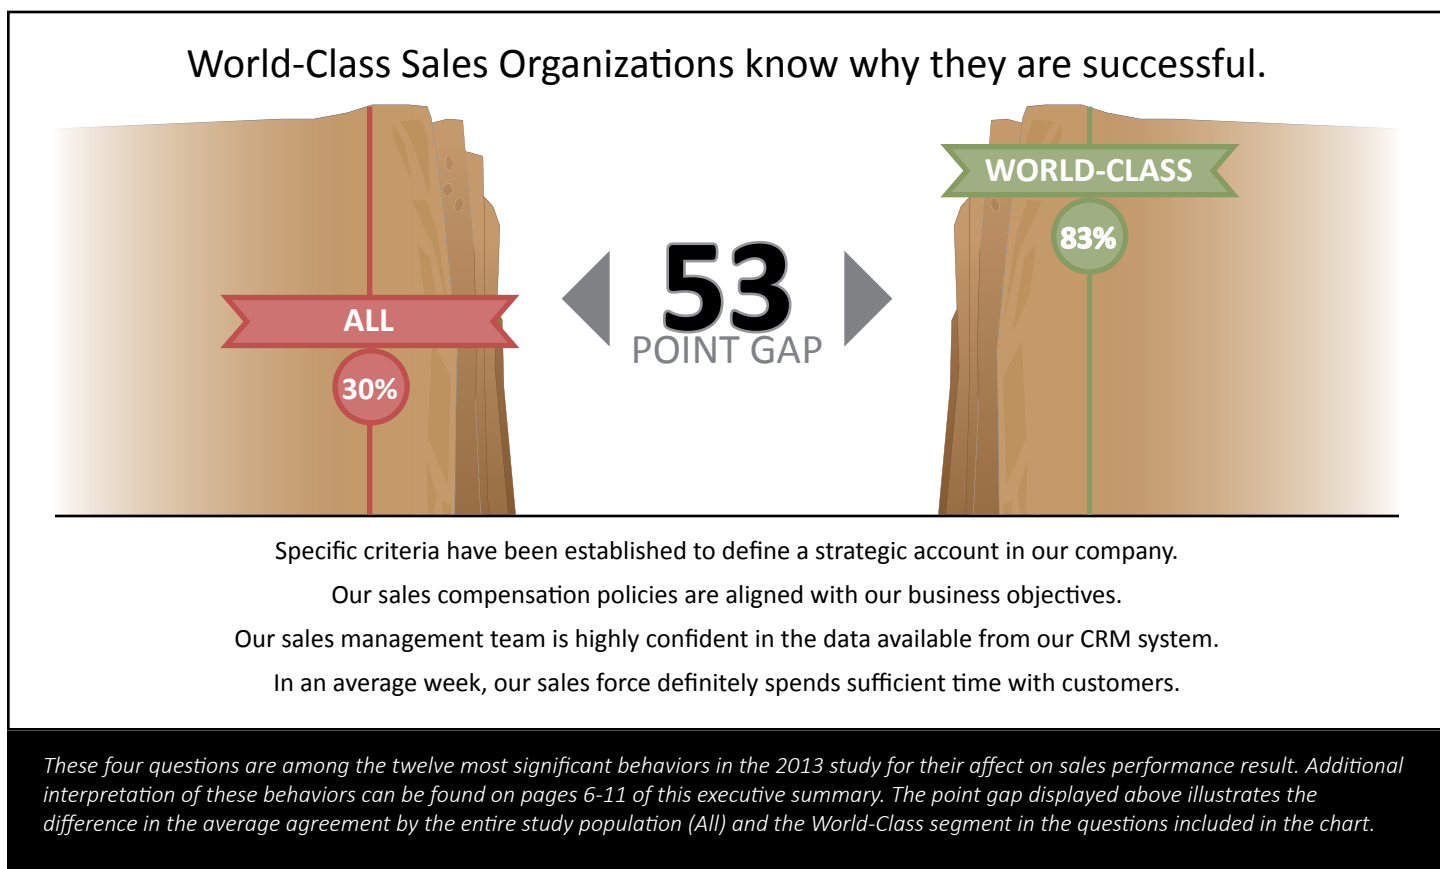 World-Class Sales Organizations know why they are successful.
WORLD-CLASS
83%
53
POINT GAP
ALL
30%
Specific criteria have been established to define a strategic account in our company.
Our sales compensation policies are aligned with our business objectives.
Our sales management team is highly confident in the data available from our CRM system.
In an average week, our sales force definitely spends sufficient time with customers.
These four questions are among the twelve most significant behaviors in the 2013 study for their affect on sales performance result. Additional
interpretation of these behaviors can be found on pages 6-11 of this executive summary. The point gap displayed above illustrates the
difference in the average agreement by the entire study population (All) and the World-Class segment in the questions included in the chart.